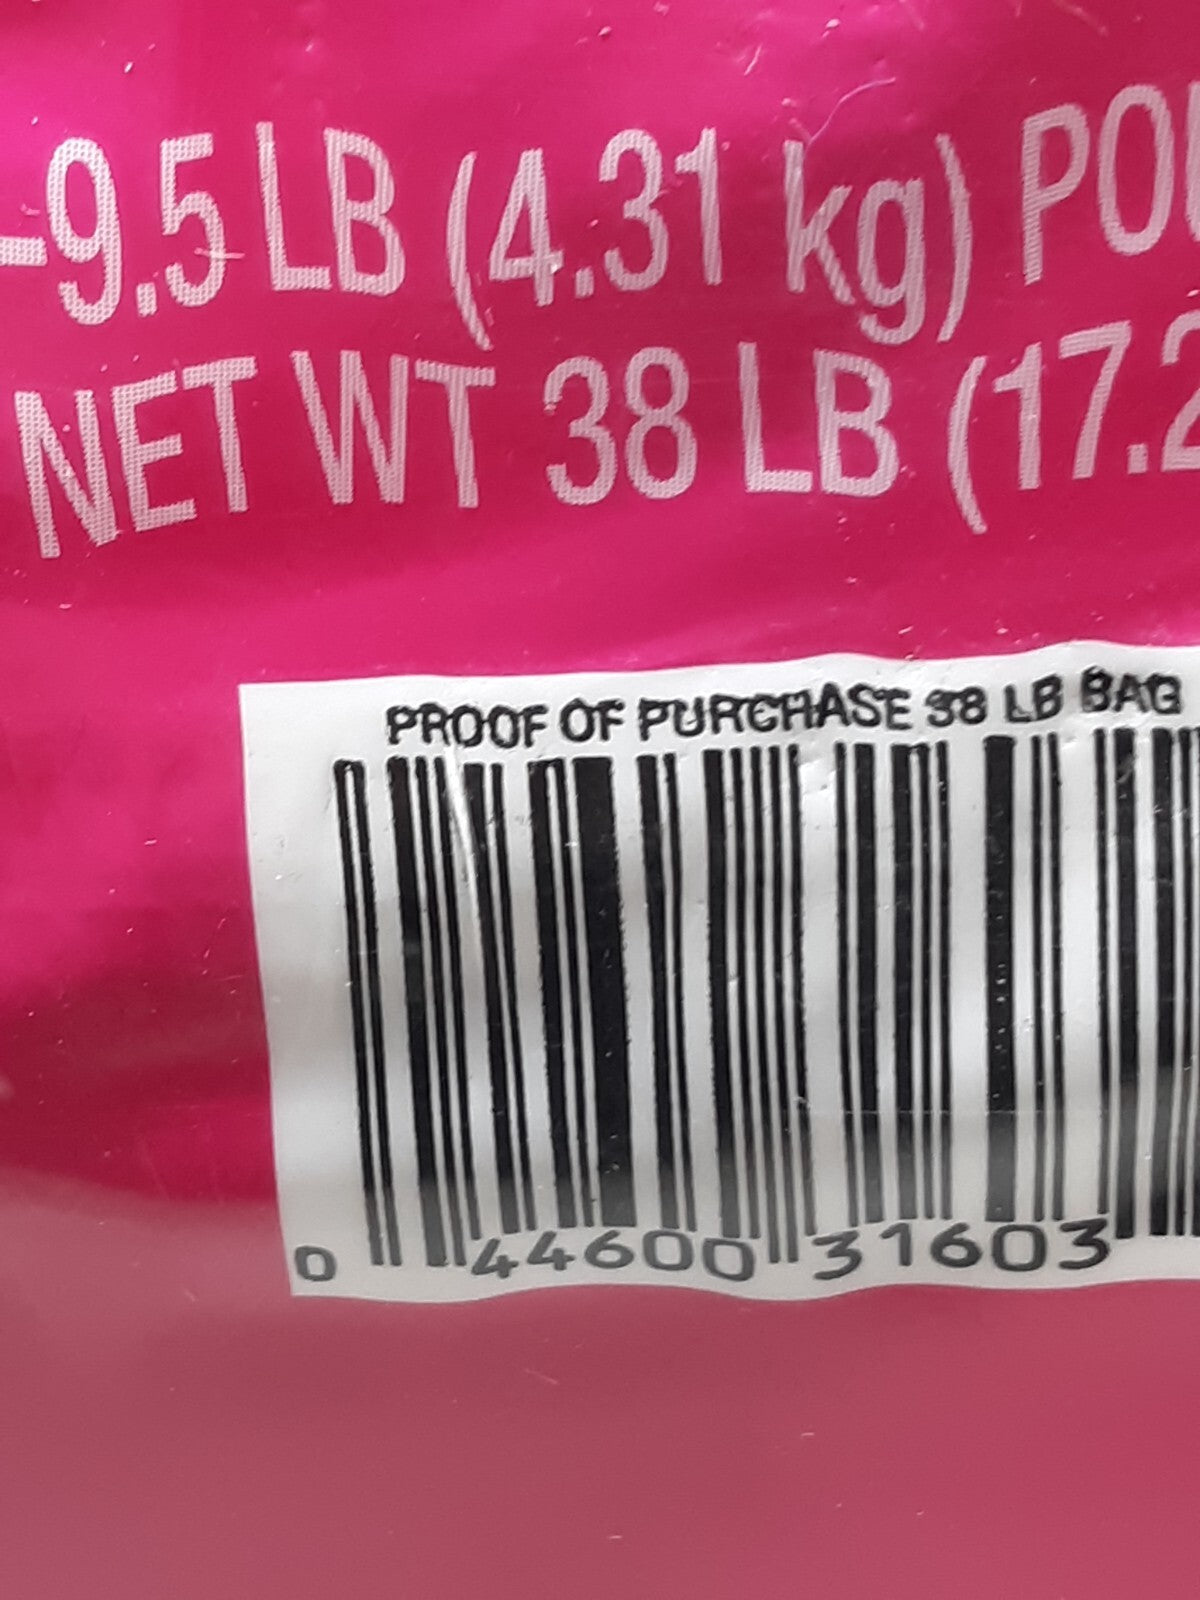 -9.5 LB (4.31 kg) POU
NET WT 38 LB (17.2
PROOF OF PURCHASE 38 LB BAG
0 44600 31603